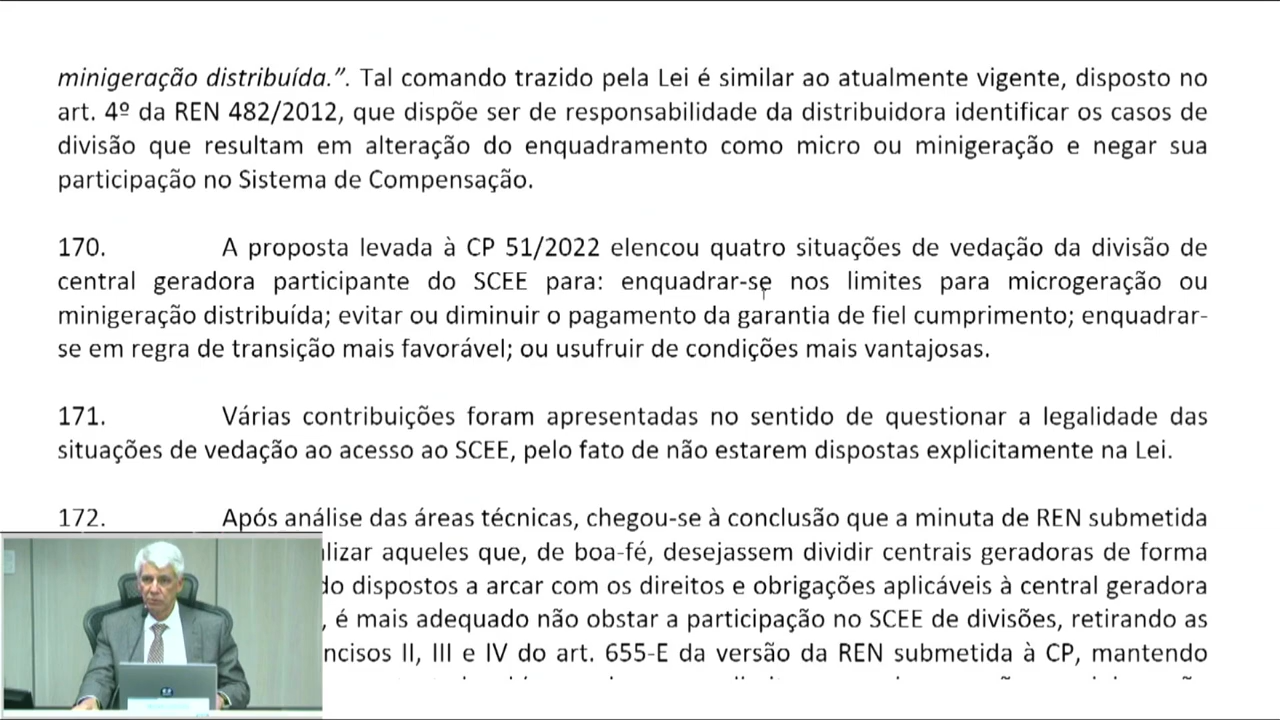 minigeração distribuída.”. Tal comando trazido pela Lei é similar ao atualmente vigente, disposto no
art. 4º da REN 482/2012, que dispõe ser de responsabilidade da distribuidora identificar os casos de
divisão que resultam em alteração do enquadramento como micro ou minigeração e negar sua
participação no Sistema de Compensação.
170. A proposta levada à CP 51/2022 elencou quatro situações de vedação da divisão de
central geradora participante do SCEE para: enquadrar-se nos limites para microgeração ou
minigeração distribuída; evitar ou diminuir o pagamento da garantia de fiel cumprimento; enquadrar-
se em regra de transição mais favorável; ou usufruir de condições mais vantajosas.
171. Várias contribuições foram apresentadas no sentido de questionar a legalidade das
situações de vedação ao acesso ao SCEE, pelo fato de não estarem dispostas explicitamente na Lei.
172. Após análise das áreas técnicas, chegou-se à conclusão que a minuta de REN submetida
lizar aqueles que, de boa-fé, desejassem dividir centrais geradoras de forma
do dispostos a arcar com os direitos e obrigações aplicáveis à central geradora
, é mais adequado não obstar a participação no SCEE de divisões, retirando as
ncisos II, III e IV do art. 655-E da versão da REN submetida à CP, mantendo